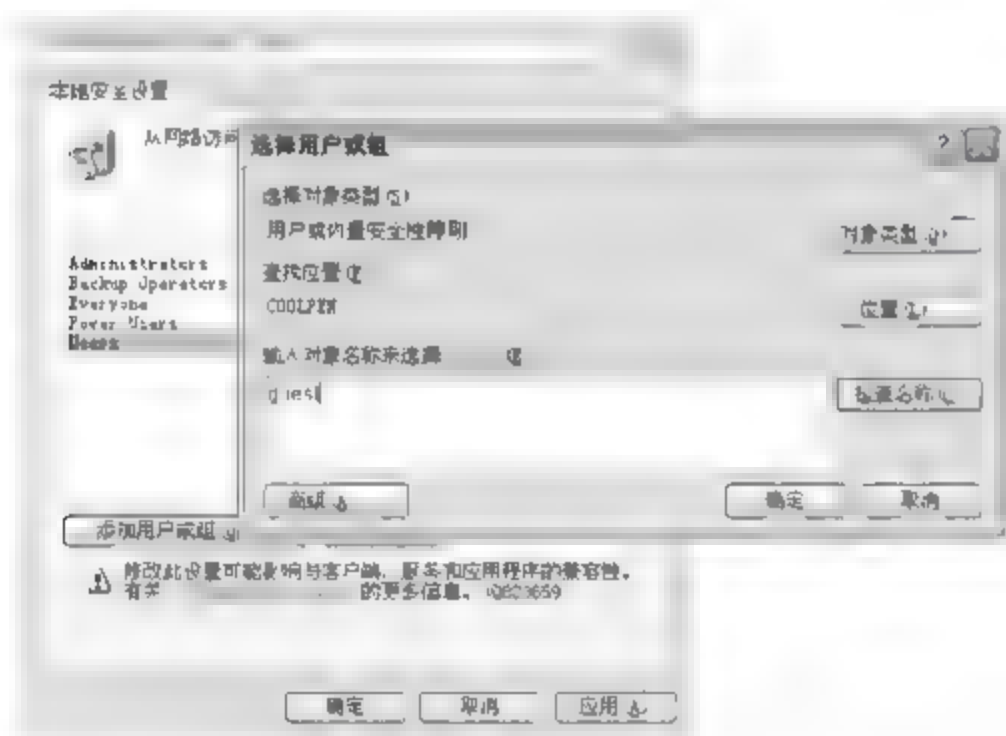 本地安全设置
从网络访问
Administrators
Backup Operators
Everyone
Power Users
Users
添加用户或组
修改此设置可能影响与客户端、服务和应用程序的兼容性。
有关 的更多信息。 Q823659
确定 取消 应用
选择用户或组
选择对象类型(S)
用户或内置安全性原则
对象类型(O)
查找位置(F)
COOLPEN
位置(L)
输入对象名称来选择 (E)
guest
检查名称(C)
高级(A)
确定 取消